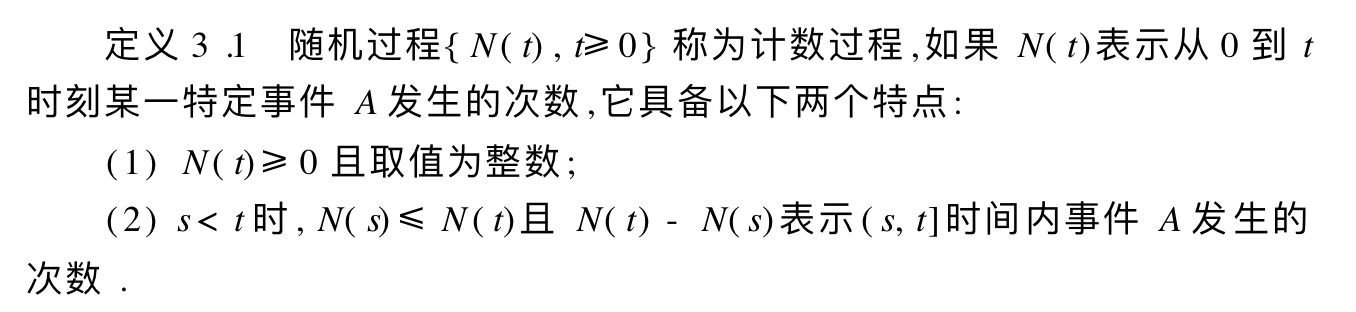 定义 3 .1 随机过程{ N( t) , t≥ 0} 称为计数过程 ,如果 N( t)表示从 0 到 t
时刻某一特定事件 A 发生的次数 ,它具备以下两个特点:
(1) N( t)≥ 0 且取值为整数;
(2) s< t 时, N( s)≤ N( t)且 N( t) - N( s)表示( s, t]时间内事件 A 发生的
次数 .